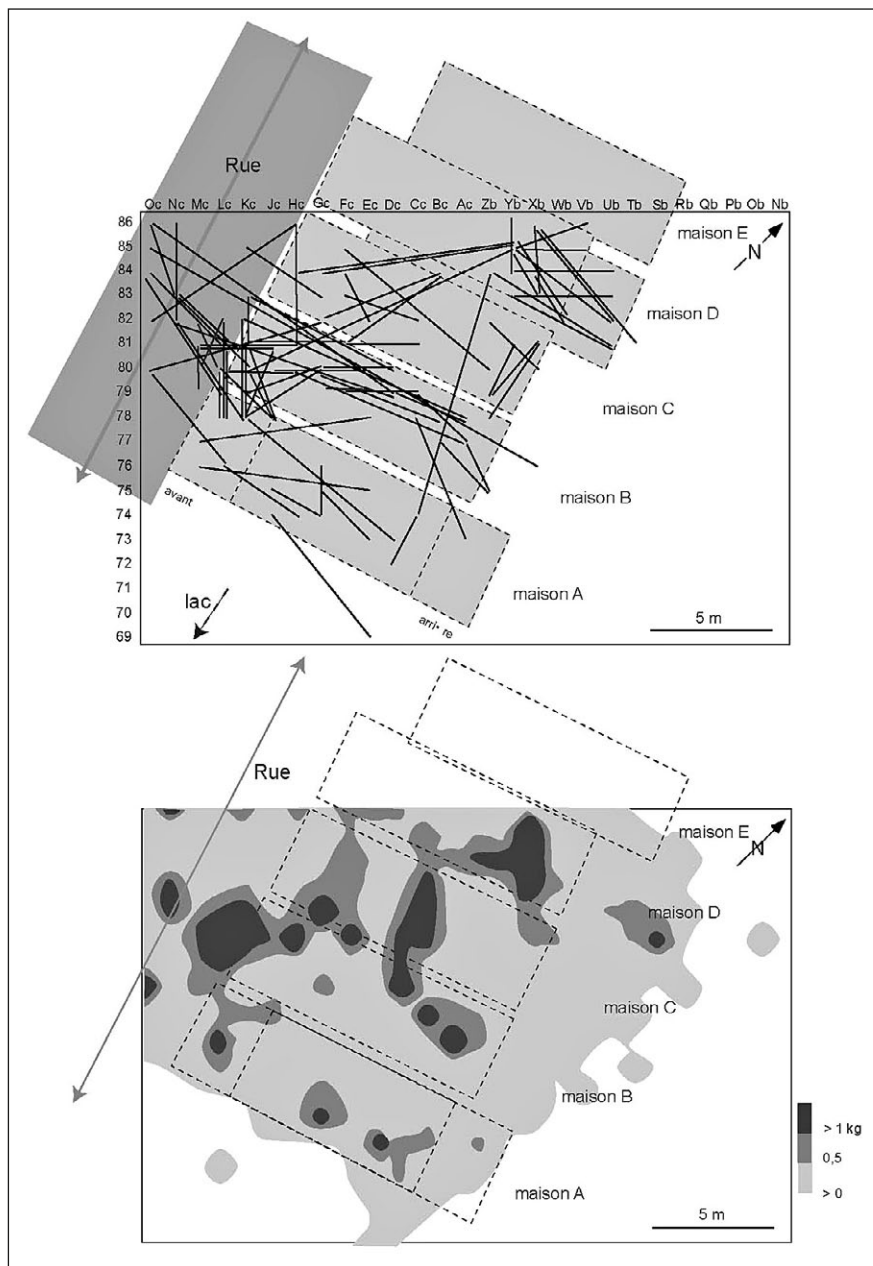 Rue
Oc Nc Mc Lc Kc Jc Hc Gc Fc Ec Dc Cc Bc Ac Zb Yb Xb Wb Vb Ub Tb Sb Rb Qb Pb Ob Nb
86
85
84
83
82
81
80
79
78
77
76
75
74
73
72
71
70
69
maison E
N
maison D
maison C
maison B
maison A
avant
arri• re
lac
5 m
Rue
maison E
N
maison D
maison C
maison B
maison A
> 1 kg
0,5
> 0
5 m